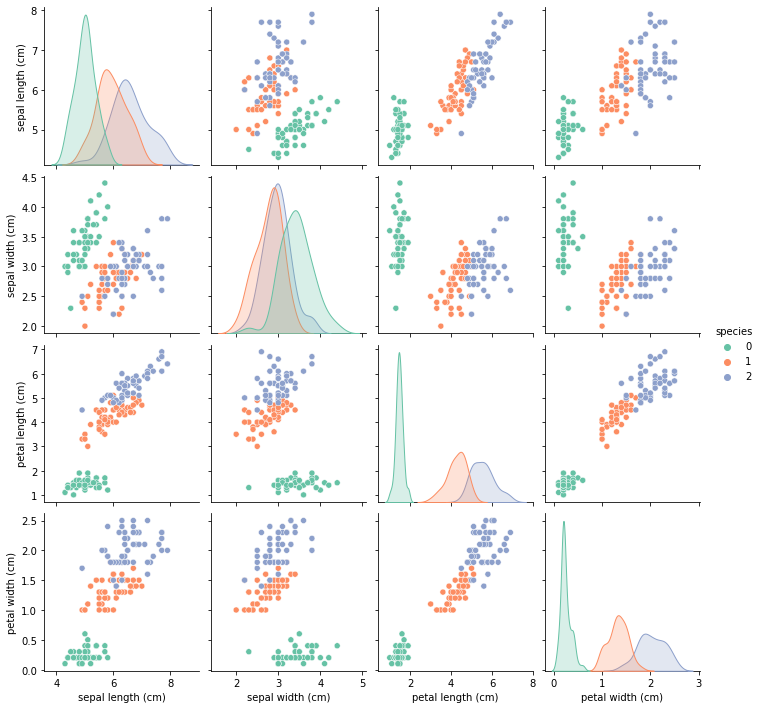 sepal length (cm)
8
7
6
5
sepal width (cm)
4.5
4.0
3.5
3.0
2.5
2.0
species
0
1
2
petal length (cm)
7
6
5
4
3
2
1
petal width (cm)
2.5
2.0
1.5
1.0
0.5
0.0
4 6 8
2 3 4 5
2 4 6 8
0 1 2 3
sepal length (cm)
sepal width (cm)
petal length (cm)
petal width (cm)